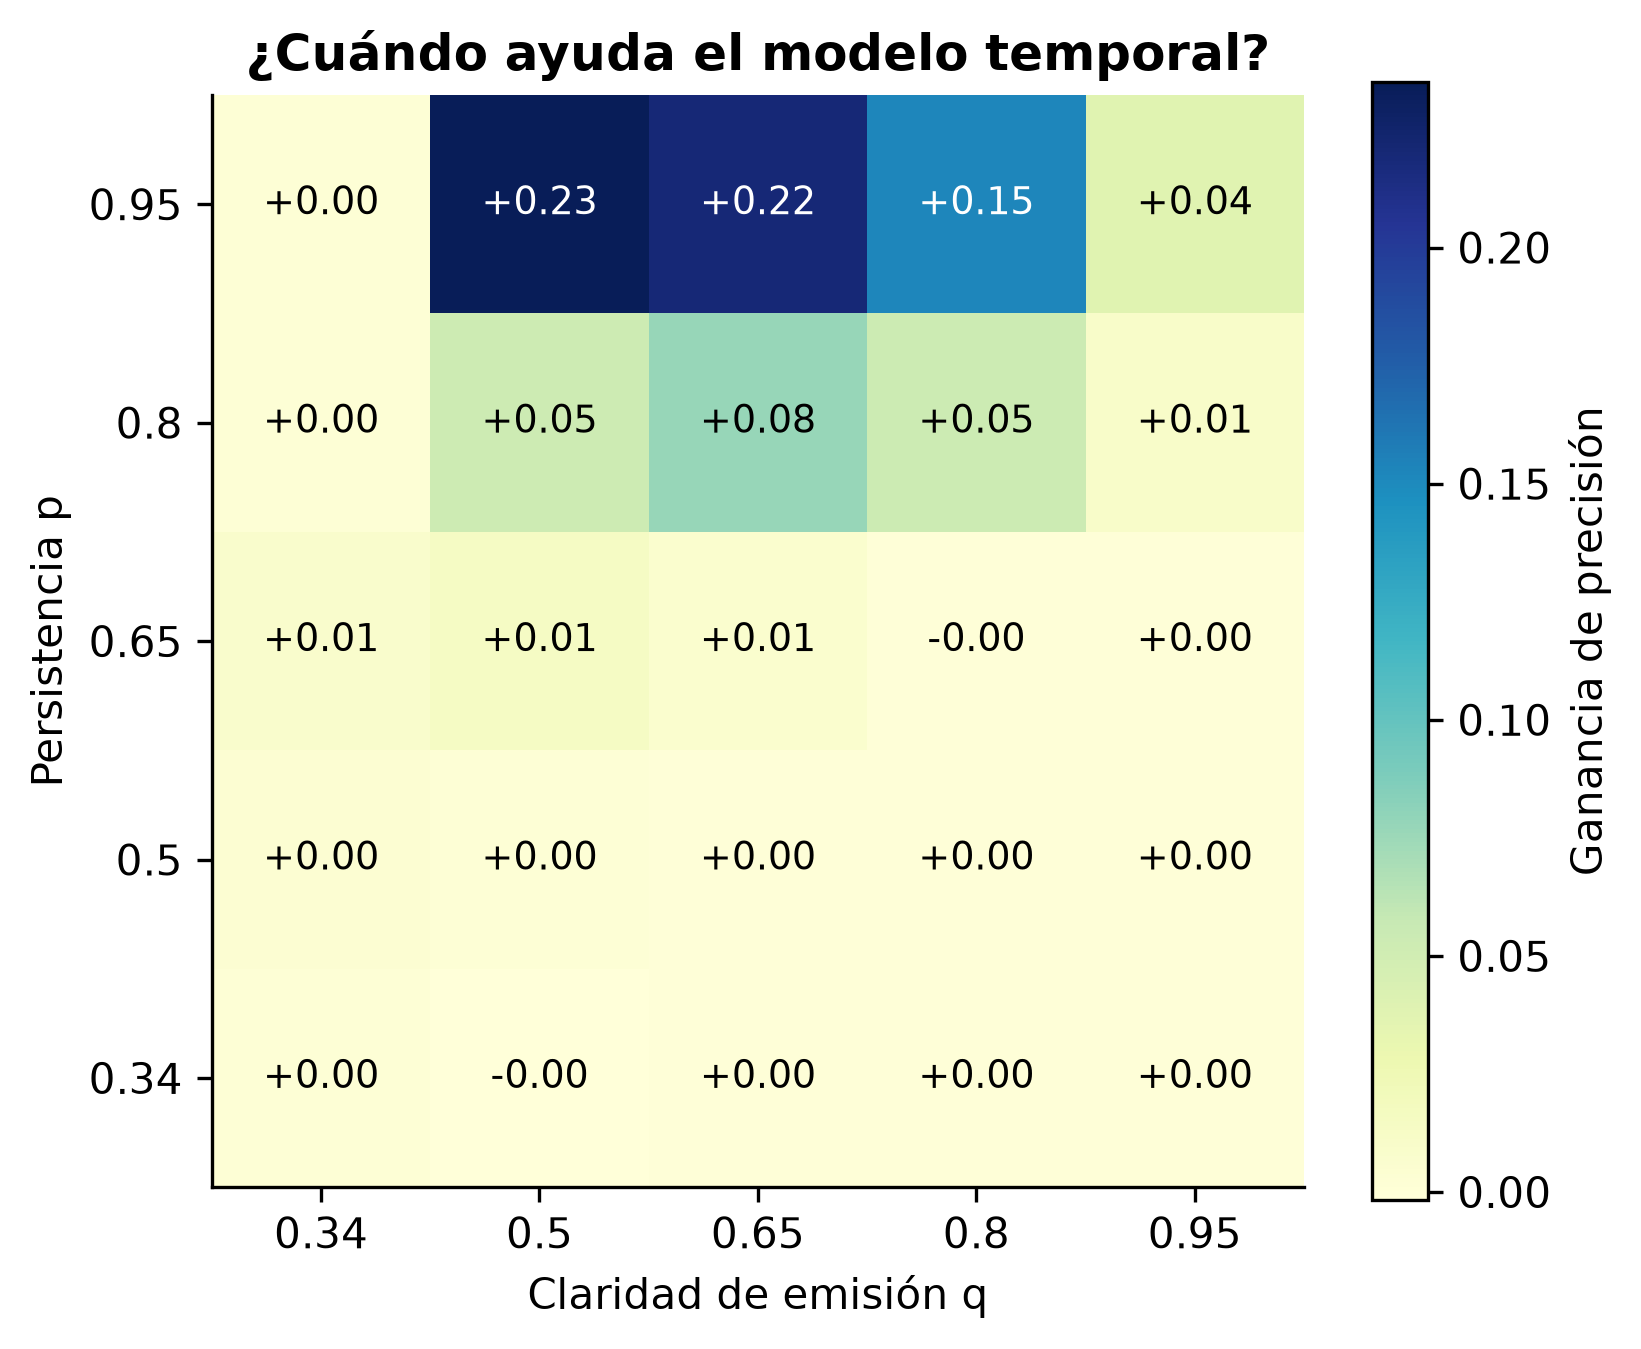 ¿Cuándo ayuda el modelo temporal?
Persistencia p
0.95 +0.00 +0.23 +0.22 +0.15 +0.04
0.8 +0.00 +0.05 +0.08 +0.05 +0.01
0.65 +0.01 +0.01 +0.01 -0.00 +0.00
0.5 +0.00 +0.00 +0.00 +0.00 +0.00
0.34 +0.00 -0.00 +0.00 +0.00 +0.00
0.34 0.5 0.65 0.8 0.95
Claridad de emisión q
0.20
0.15
0.10
0.05
0.00
Ganancia de precisión